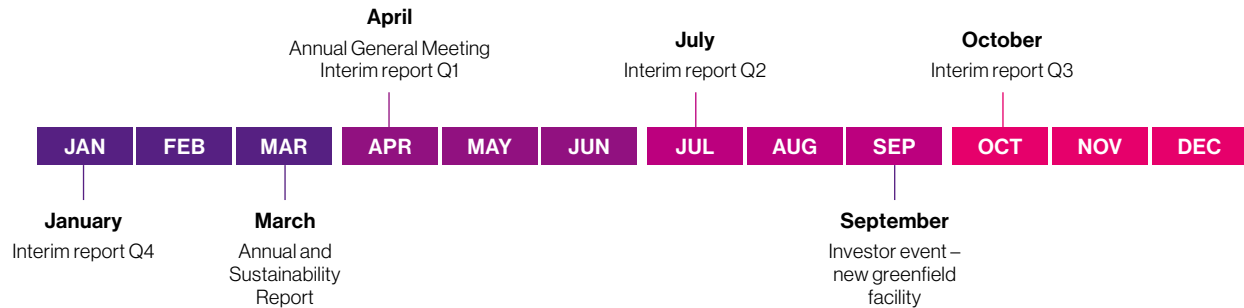 April
Annual General Meeting
Interim report Q1
July
Interim report Q2
October
Interim report Q3
JAN
FEB
MAR
APR
MAY
JUN
JUL
AUG
SEP
OCT
NOV
DEC
January
Interim report Q4
March
Annual and
Sustainability
Report
September
Investor event –
new greenfield
facility